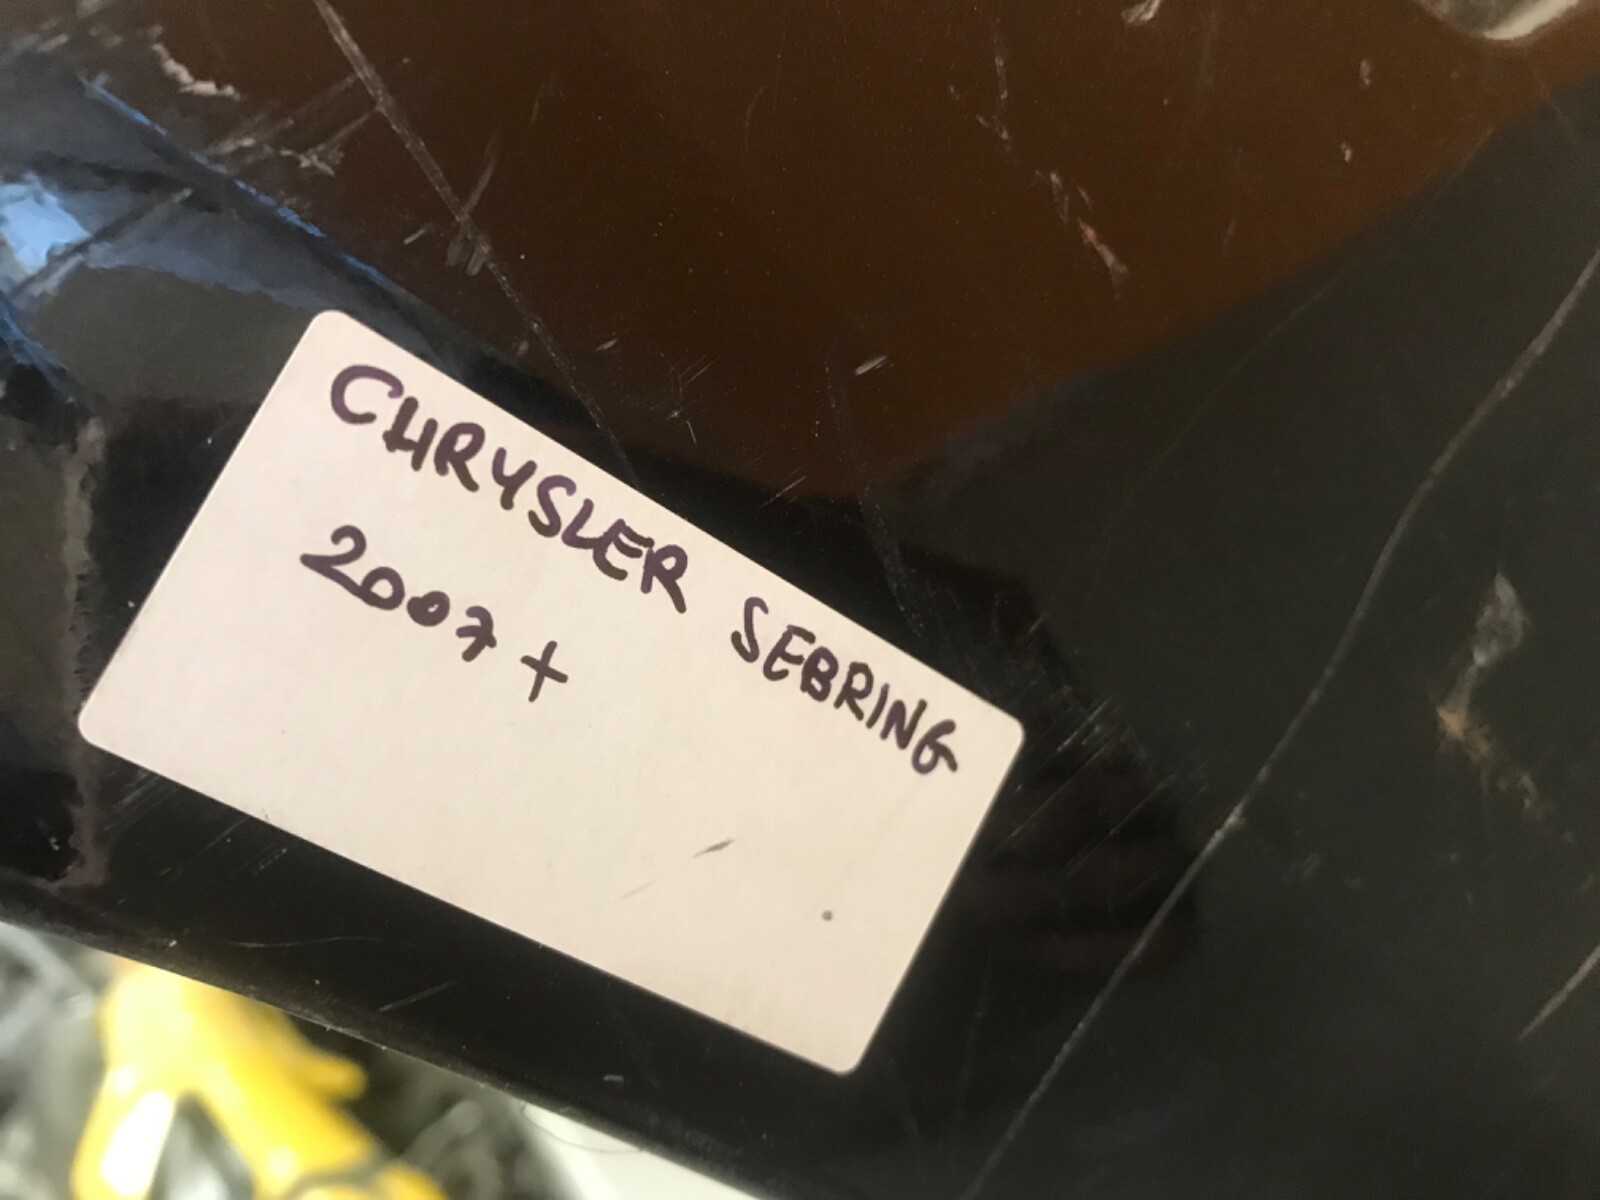 CHRYSLER SEBRING
2007 +